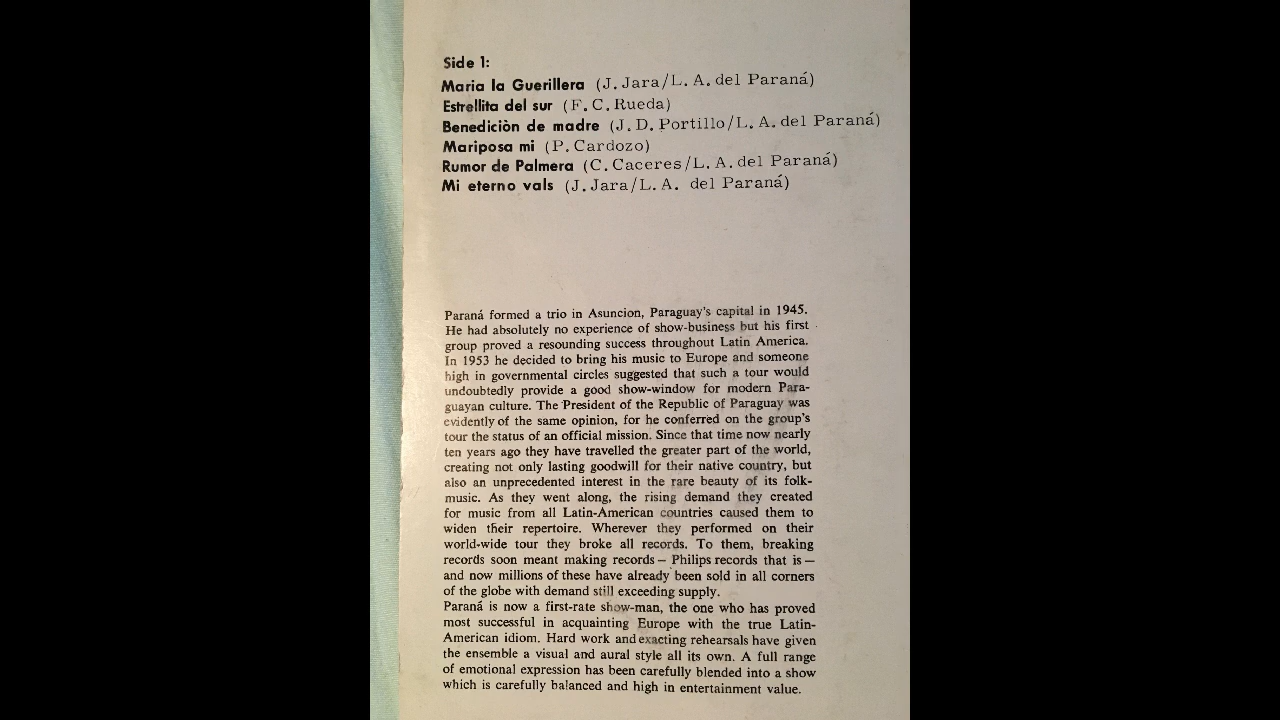 Side 1:
Maria la Guerillera (J. Jara/L. A. del Paraná)
Estrellita del sur (F. C. Rueda)
Benediciòn de madre (J. D. Portillo/L. A. del Paraná)
Mariposa mi (P. Cardozo)
Rumor de Palmera (C. Caceres/L. A. del Paraná)
Mi eterno vals (J. Jara/L. A. del Paraná)
Paraná formed his trio in Asuncion, Paraguay's capital in 1943.
He had absolutely no experience of show-business but his first
group proved a resounding success throughout Latin America.
In 1953 he decided to bring his music to Europe and someone
high in government circles suggested that such a tour would
undoubtedly provide a good shop-window for modern Para-
guayan culture. The President of the Republic of Paraguay was
evidently of the same opinion, for he conferred on the group's
tour the status of an official mission. Since that time now nearly
ten years ago they have travelled the greater part of the world,
creating not only lasting goodwill for their native country, but
also an unprecedented interest in the rare beauty of its folk-
music. As they went along, the rising demand they created
for music from other Latin-American countries caused them to
broaden their repertoire. Wherever they performed on that
world-wide tour they broke all records. To record breaking
records soon meant making records — Philips records that is —
and now millions of these have already been sold in all corners
of the globe with demand still exceeding supply.
Paraná is now a first rate show-man, the one who has proved
most successful in acquainting Europe with the true Latin-
American idiom. Hard work and daring rehearsals have given
the ensemble a visual and aural style all its own. A full gamut
of emotional experience has been incorporated into a show
which is carefully balanced and high in entertainment value.